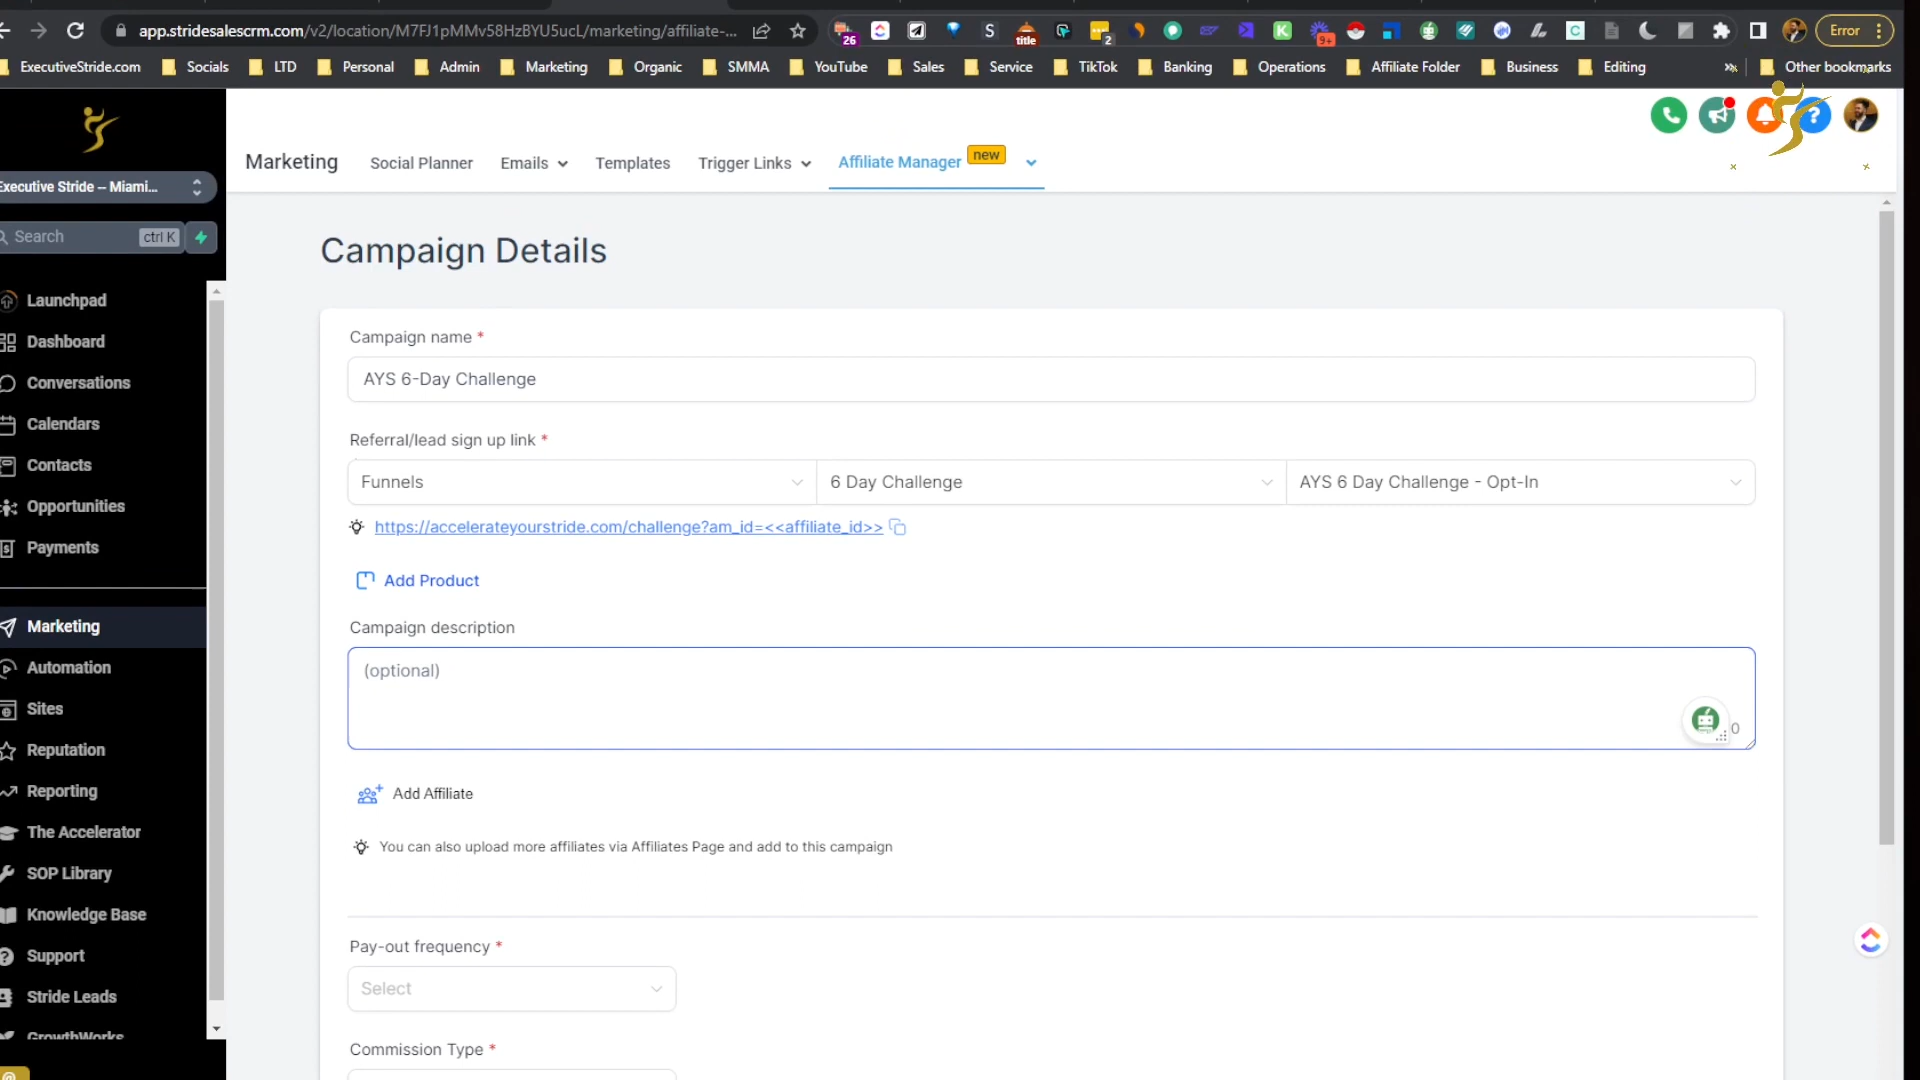 app.stridesalescrm.com/v2/location/M7FJ1pMMv58HzBYU5ucL/marketing/affiliate-...
26
S
title
2
K
9+
C
Error
ExecutiveStride.com Socials LTD Personal Admin Marketing Organic SMMA YouTube Sales Service TikTok Banking Operations Affiliate Folder Business Editing » Other bookmarks
Executive Stride – Miami...
Search ctrl K
Launchpad
Dashboard
Conversations
Calendars
Contacts
Opportunities
Payments
Marketing
Automation
Sites
Reputation
Reporting
The Accelerator
SOP Library
Knowledge Base
Support
Stride Leads
GrowthWorks
Marketing Social Planner Emails Templates Trigger Links Affiliate Manager new
?
Campaign Details
Campaign name *
AYS 6-Day Challenge
Referral/lead sign up link *
Funnels 6 Day Challenge AYS 6 Day Challenge - Opt-In
https://accelerateyourstride.com/challenge?am_id=<<affiliate_id>>
Add Product
Campaign description
(optional)
0
Add Affiliate
You can also upload more affiliates via Affiliates Page and add to this campaign
Pay-out frequency *
Select
Commission Type *